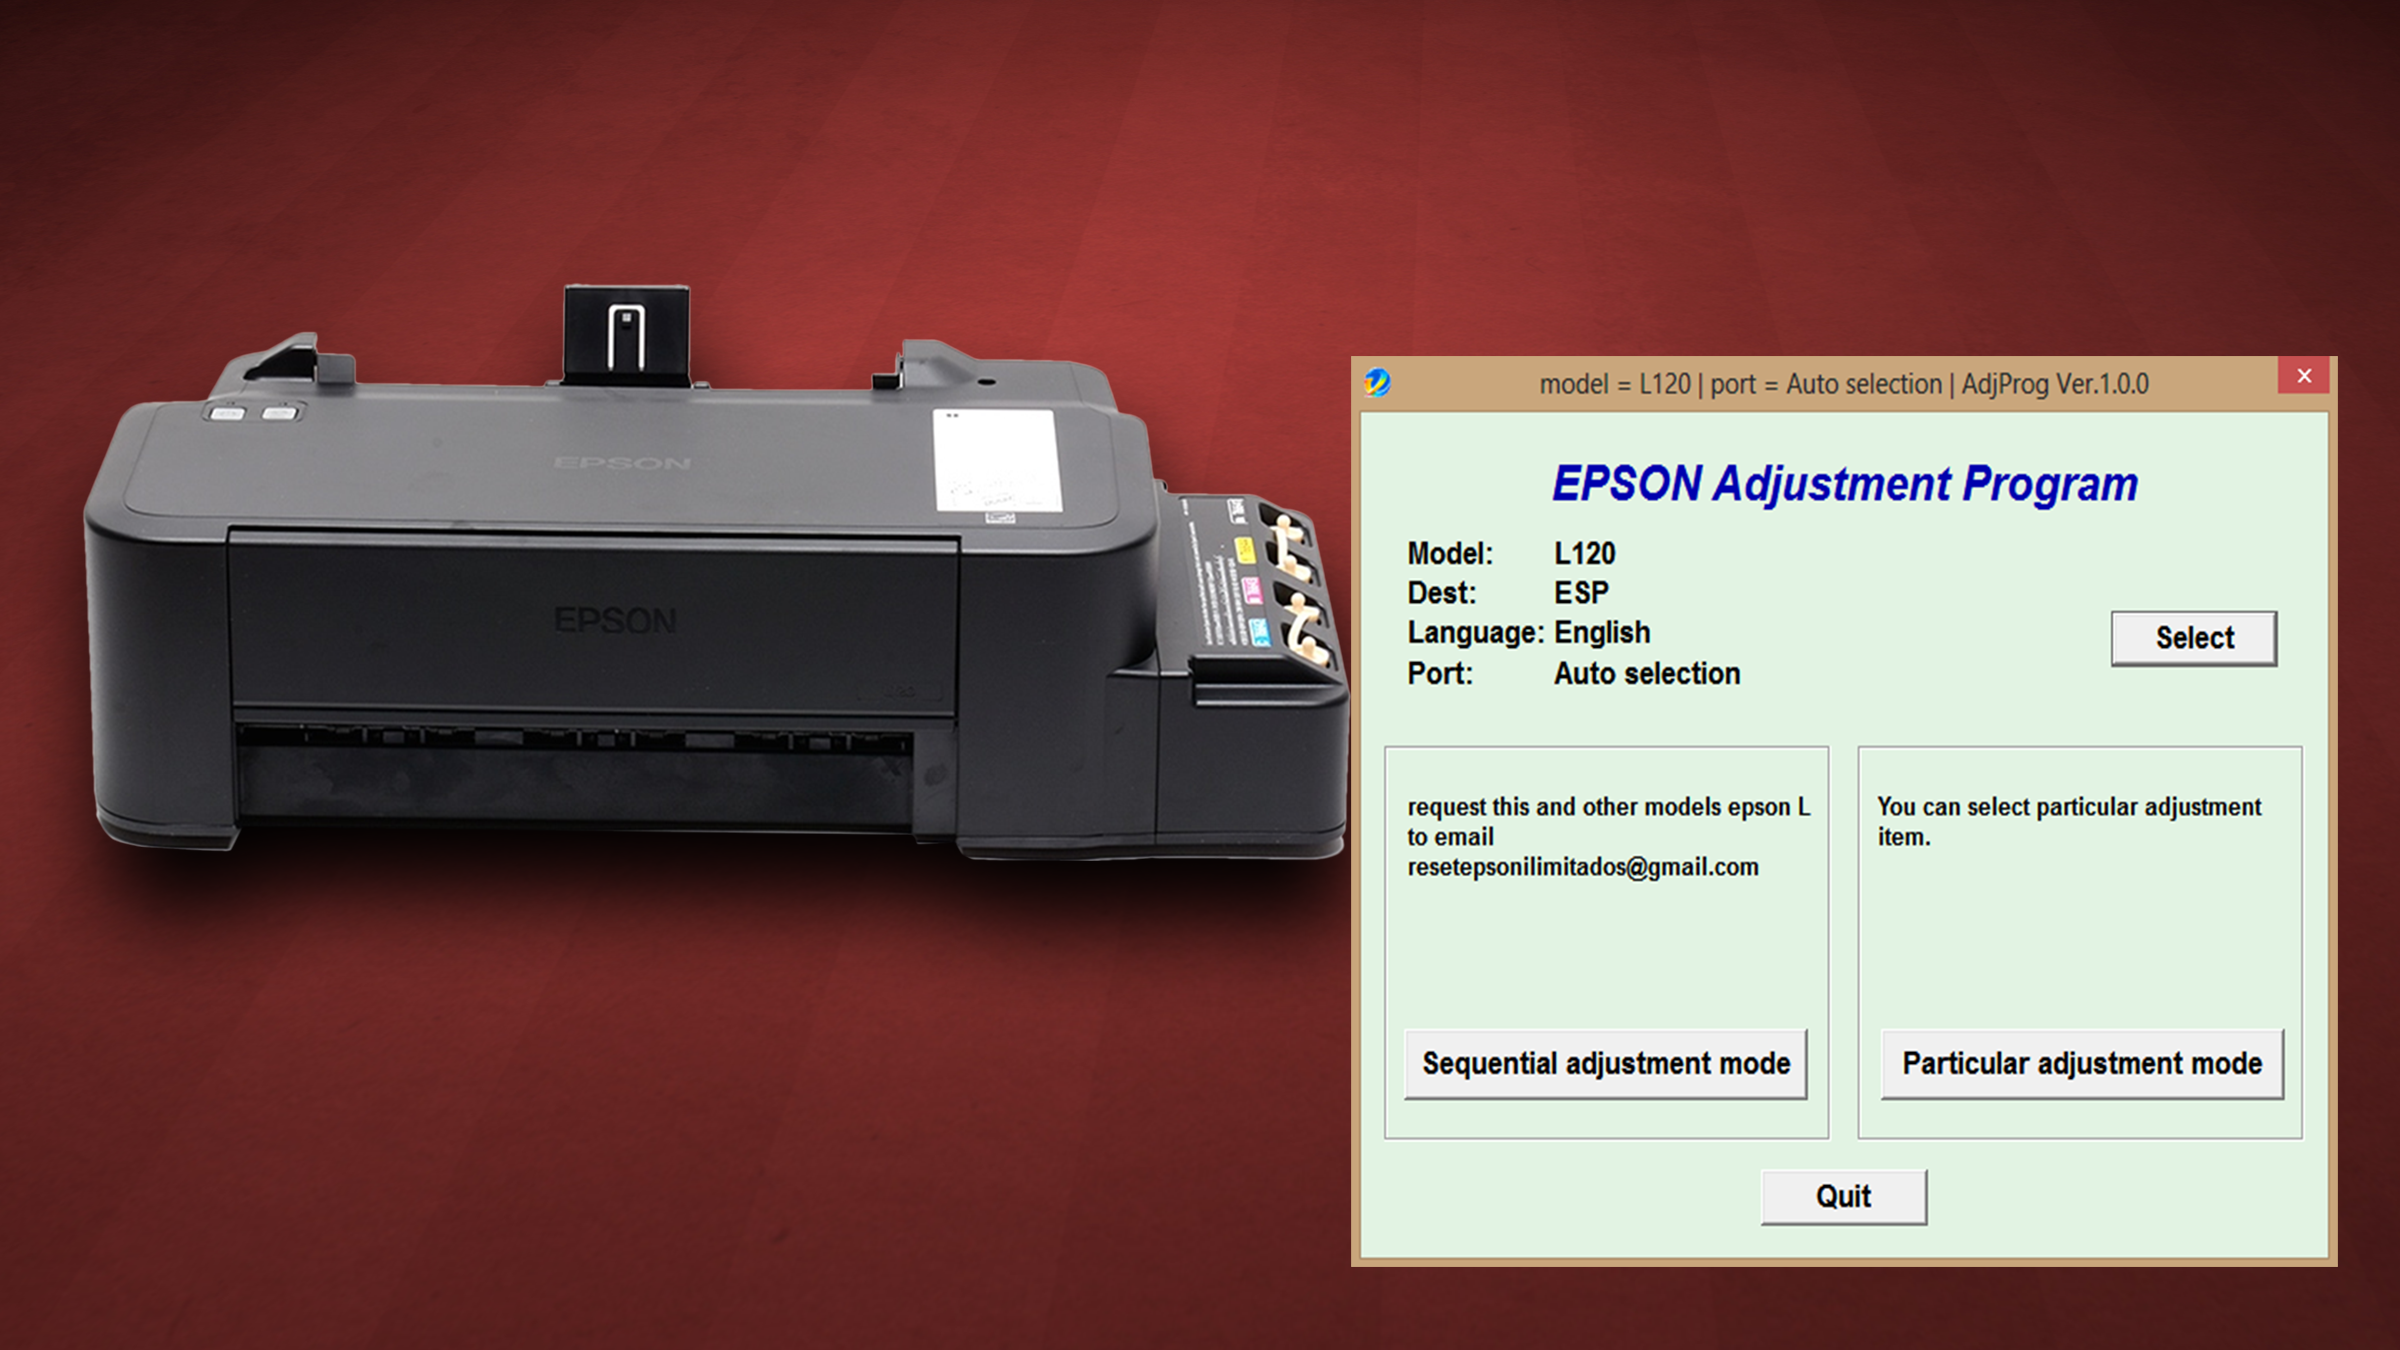 EPSON
EPSON
model = L120 | port = Auto selection | AdjProg Ver.1.0.0
EPSON Adjustment Program
Model: L120
Dest: ESP
Language: English
Port: Auto selection
Select
request this and other models epson L
to email
resetepsonilimitados@gmail.com
You can select particular adjustment
item.
Sequential adjustment mode
Particular adjustment mode
Quit